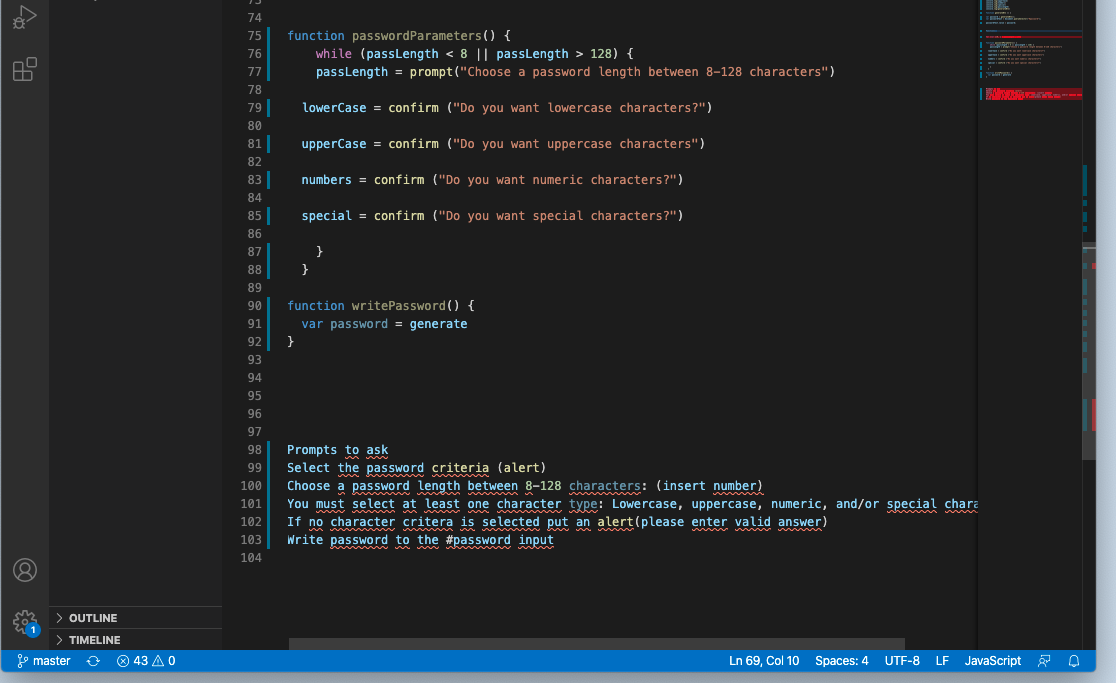 73
74
75 function passwordParameters() {
76 while (passLength < 8 || passLength > 128) {
77 passLength = prompt("Choose a password length between 8-128 characters")
78
79 lowerCase = confirm ("Do you want lowercase characters?")
80
81 upperCase = confirm ("Do you want uppercase characters")
82
83 numbers = confirm ("Do you want numeric characters?")
84
85 special = confirm ("Do you want special characters?")
86
87 }
88 }
89
90 function writePassword() {
91 var password = generate
92 }
93
94
95
96
97
98 Prompts to ask
99 Select the password criteria (alert)
100 Choose a password length between 8-128 characters: (insert number)
101 You must select at least one character type: Lowercase, uppercase, numeric, and/or special chara
102 If no character critera is selected put an alert(please enter valid answer)
103 Write password to the #password input
104
OUTLINE
1
TIMELINE
master 43 0 Ln 69, Col 10 Spaces: 4 UTF-8 LF JavaScript